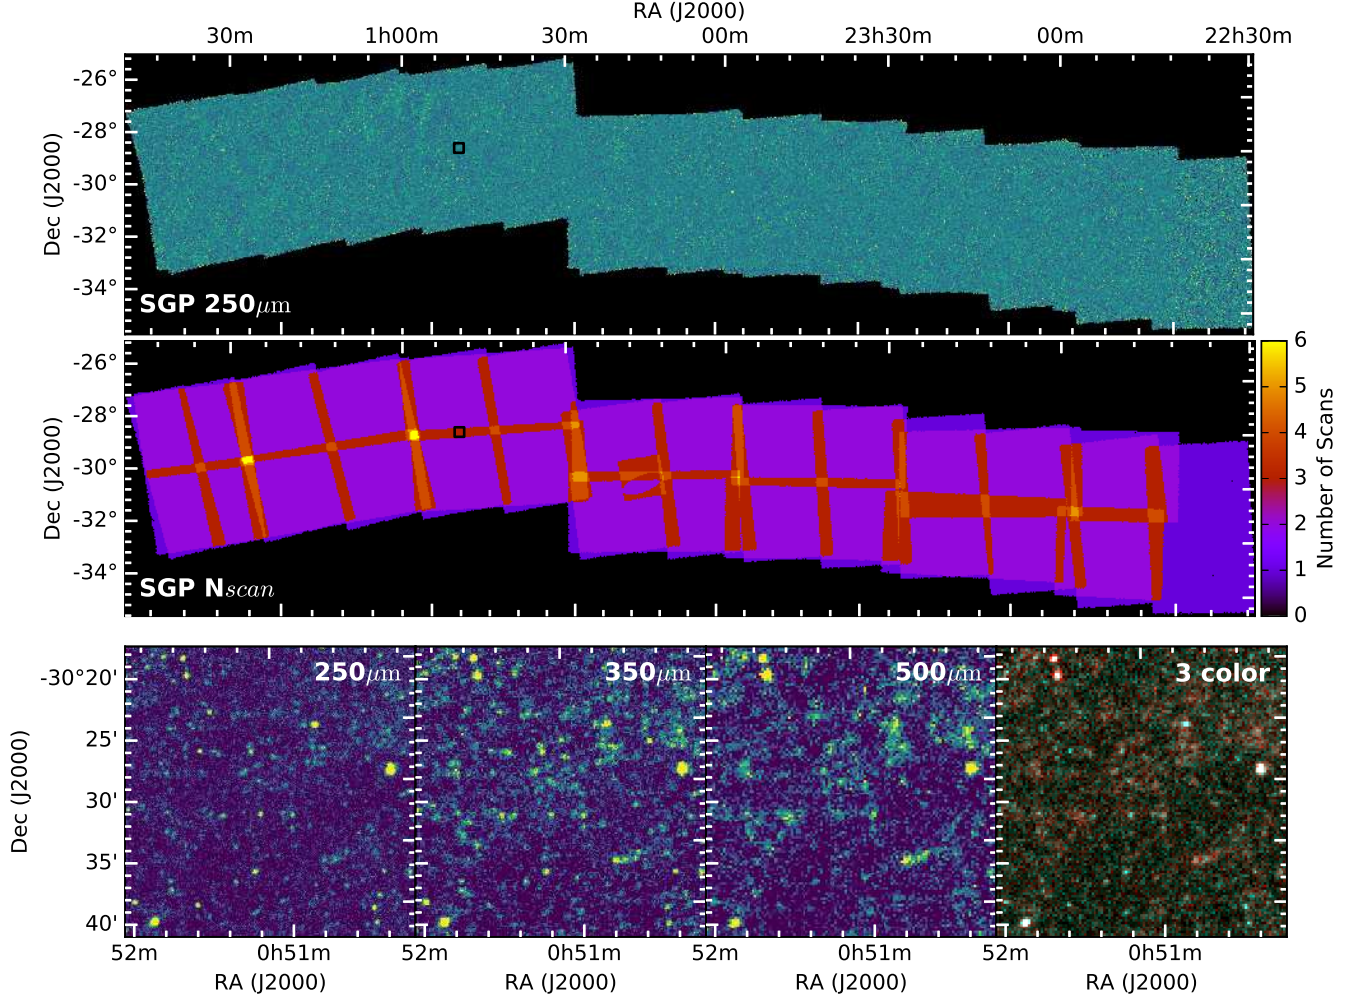 RA (J2000)
30m 1h00m 30m 00m 23h30m 00m 22h30m
Dec (J2000)
-26°
-28°
-30°
-32°
-34°
SGP 250μm
Dec (J2000)
-26°
-28°
-30°
-32°
-34°
SGP Nscan
6
5
4
3
2
1
0
Number of Scans
250μm 350μm 500μm 3 color
Dec (J2000)
-30°20'
25'
30'
35'
40'
52m 0h51m 52m 0h51m 52m 0h51m 52m 0h51m
RA (J2000) RA (J2000) RA (J2000) RA (J2000)